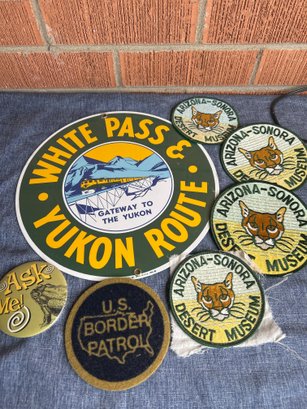 WHITE PASS &
YUKON ROUTE
GATEWAY TO
THE YUKON
ARIZONA-SONORA
DESERT MUSEUM
ARIZONA-SONORA
DESERT MUSEUM
ARIZONA-SONORA
DESERT MUSEUM
ARIZONA-SONORA
DESERT MUSEUM
Ask
Me!
U.S.
BORDER
PATROL